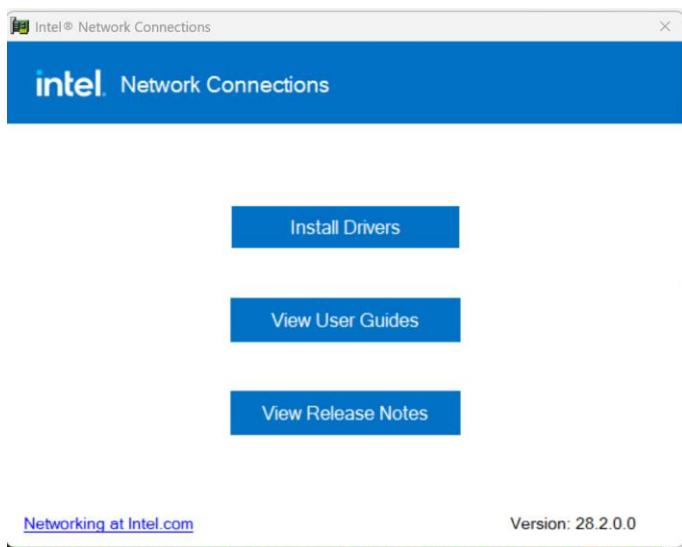 Intel® Network Connections
intel. Network Connections
Install Drivers
View User Guides
View Release Notes
Networking at Intel.com Version: 28.2.0.0